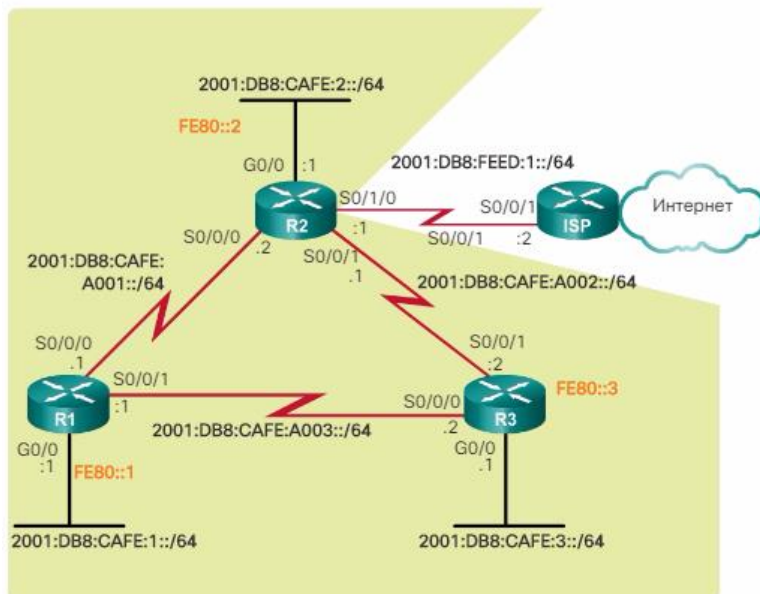 2001:DB8:CAFE:2::/64
FE80::2
G0/0
:1
2001:DB8:FEED:1::/64
S0/1/0
S0/0/1
R2
ISP
Интернет
:1
S0/0/1
:2
S0/0/0
.2
S0/0/1
.1
2001:DB8:CAFE:
A001::/64
2001:DB8:CAFE:A002::/64
S0/0/0
.1
S0/0/1
:2
S0/0/1
:1
R1
S0/0/0
.2
R3
FE80::3
2001:DB8:CAFE:A003::/64
G0/0
:1
FE80::1
G0/0
.1
2001:DB8:CAFE:1::/64
2001:DB8:CAFE:3::/64